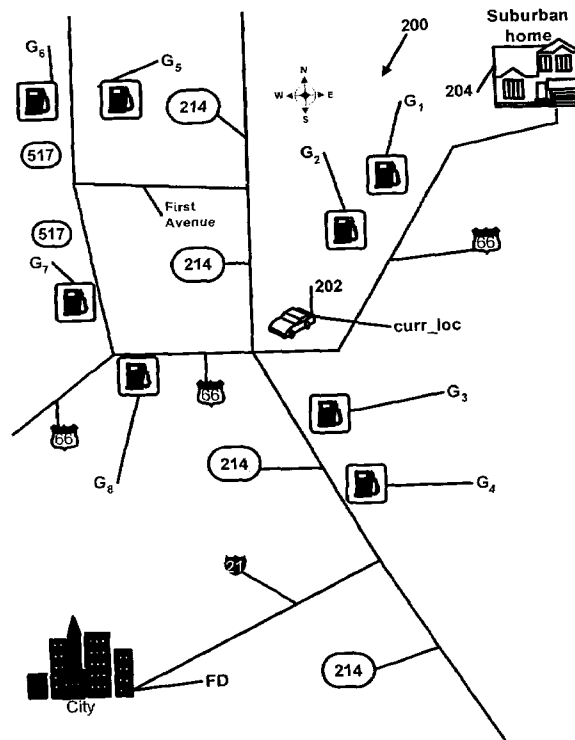 Suburban
home
200
204
G6
G5
N
W E
S
214
G1
G2
517
First
Avenue
517
214
66
G7
202
curr_loc
66
66
G3
G8
214
G4
21
214
FD
City